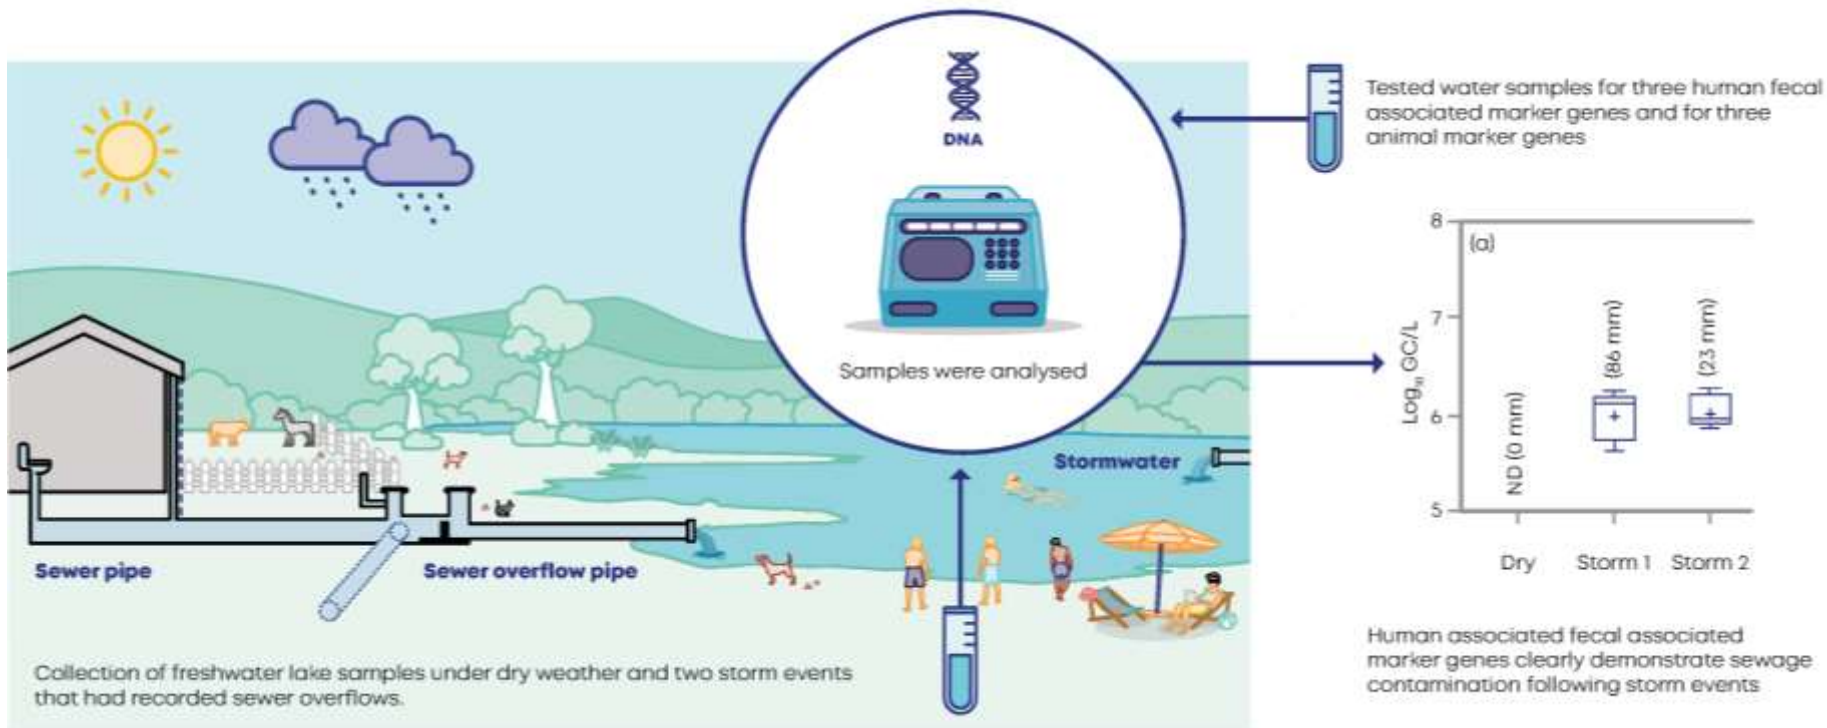 DNA
Samples were analysed
Tested water samples for three human fecal
associated marker genes and for three
animal marker genes
Stormwater
Sewer pipe
Sewer overflow pipe
Collection of freshwater lake samples under dry weather and two storm events
that had recorded sewer overflows.
8
(a)
7
6
5
Log₁₀ GC/L
ND (0 mm)
(86 mm)
(23 mm)
Dry
Storm 1
Storm 2
Human associated fecal associated
marker genes clearly demonstrate sewage
contamination following storm events